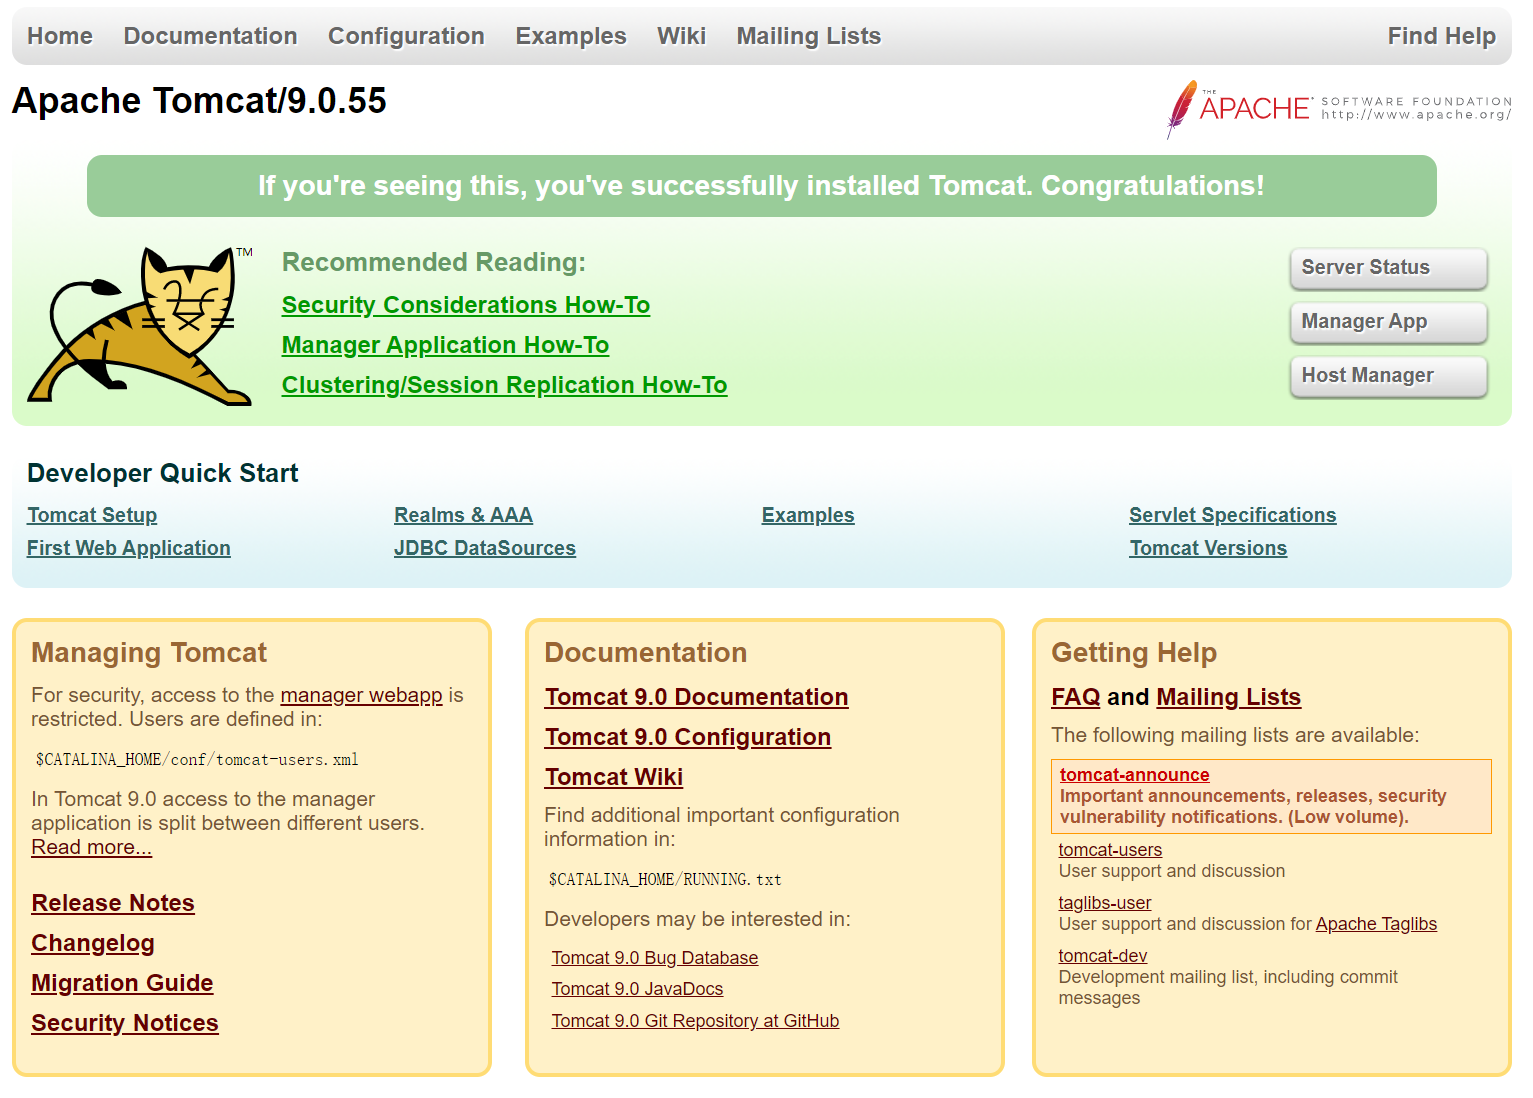 Home Documentation Configuration Examples Wiki Mailing Lists Find Help
Apache Tomcat/9.0.55
THE
APACHE® SOFTWARE FOUNDATION
http://www.apache.org/
If you're seeing this, you've successfully installed Tomcat. Congratulations!
TM
Recommended Reading:
Security Considerations How-To
Manager Application How-To
Clustering/Session Replication How-To
Server Status
Manager App
Host Manager
Developer Quick Start
Tomcat Setup Realms & AAA Examples Servlet Specifications
First Web Application JDBC DataSources Tomcat Versions
Managing Tomcat
For security, access to the manager webapp is
restricted. Users are defined in:
$CATALINA_HOME/conf/tomcat-users.xml
In Tomcat 9.0 access to the manager
application is split between different users.
Read more...
Release Notes
Changelog
Migration Guide
Security Notices
Documentation
Tomcat 9.0 Documentation
Tomcat 9.0 Configuration
Tomcat Wiki
Find additional important configuration
information in:
$CATALINA_HOME/RUNNING.txt
Developers may be interested in:
Tomcat 9.0 Bug Database
Tomcat 9.0 JavaDocs
Tomcat 9.0 Git Repository at GitHub
Getting Help
FAQ and Mailing Lists
The following mailing lists are available:
tomcat-announce
Important announcements, releases, security
vulnerability notifications. (Low volume).
tomcat-users
User support and discussion
taglibs-user
User support and discussion for Apache Taglibs
tomcat-dev
Development mailing list, including commit
messages